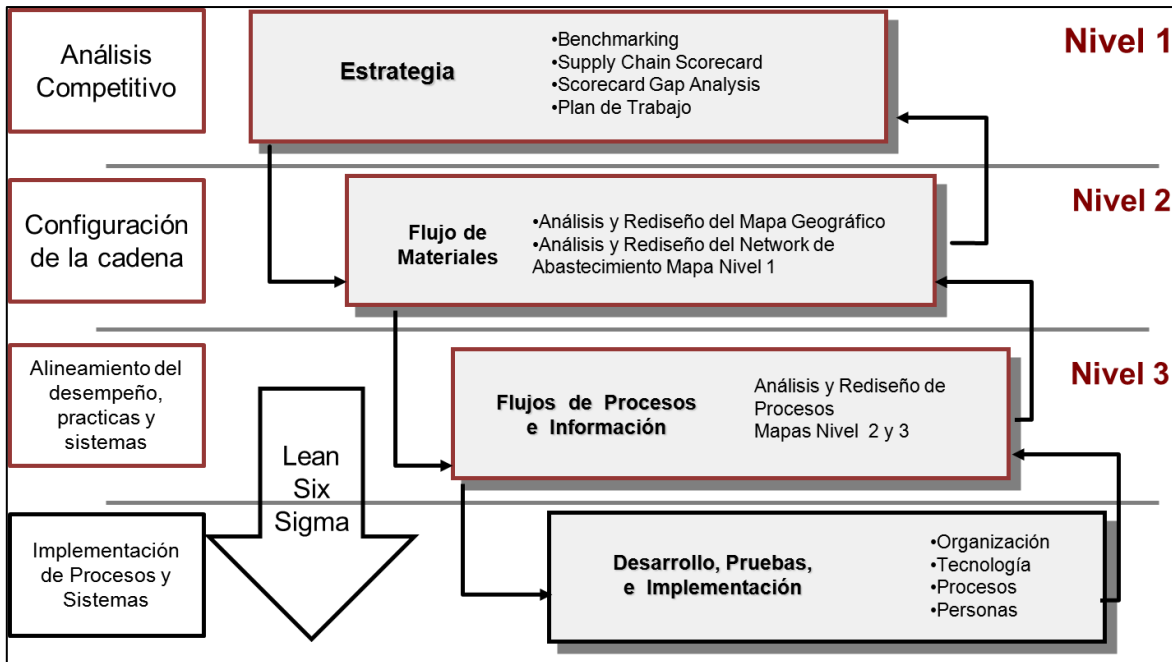 Análisis
Competitivo
Estrategia
•Benchmarking
•Supply Chain Scorecard
•Scorecard Gap Analysis
•Plan de Trabajo
Nivel 1
Configuración
de la cadena
Flujo de
Materiales
•Análisis y Rediseño del Mapa Geográfico
•Análisis y Rediseño del Network de
Abastecimiento Mapa Nivel 1
Nivel 2
Alineamiento del
desempeño,
practicas y
sistemas
Flujos de Procesos
e Información
Análisis y Rediseño de
Procesos
Mapas Nivel 2 y 3
Nivel 3
Lean
Six
Sigma
Implementación
de Procesos y
Sistemas
Desarrollo, Pruebas,
e Implementación
•Organización
•Tecnología
•Procesos
•Personas